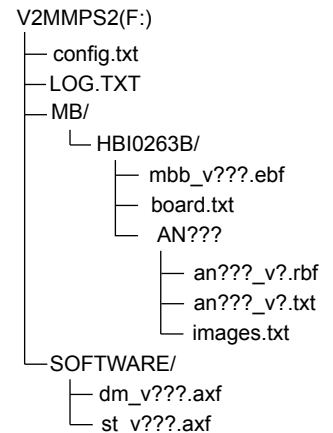 V2MMPS2(F:)
config.txt
LOG.TXT
MB/
HBI0263B/
mbb_v???.ebf
board.txt
AN???
an???_v?.rbf
an???_v?.txt
images.txt
SOFTWARE/
dm_v???.axf
st_v???.axf